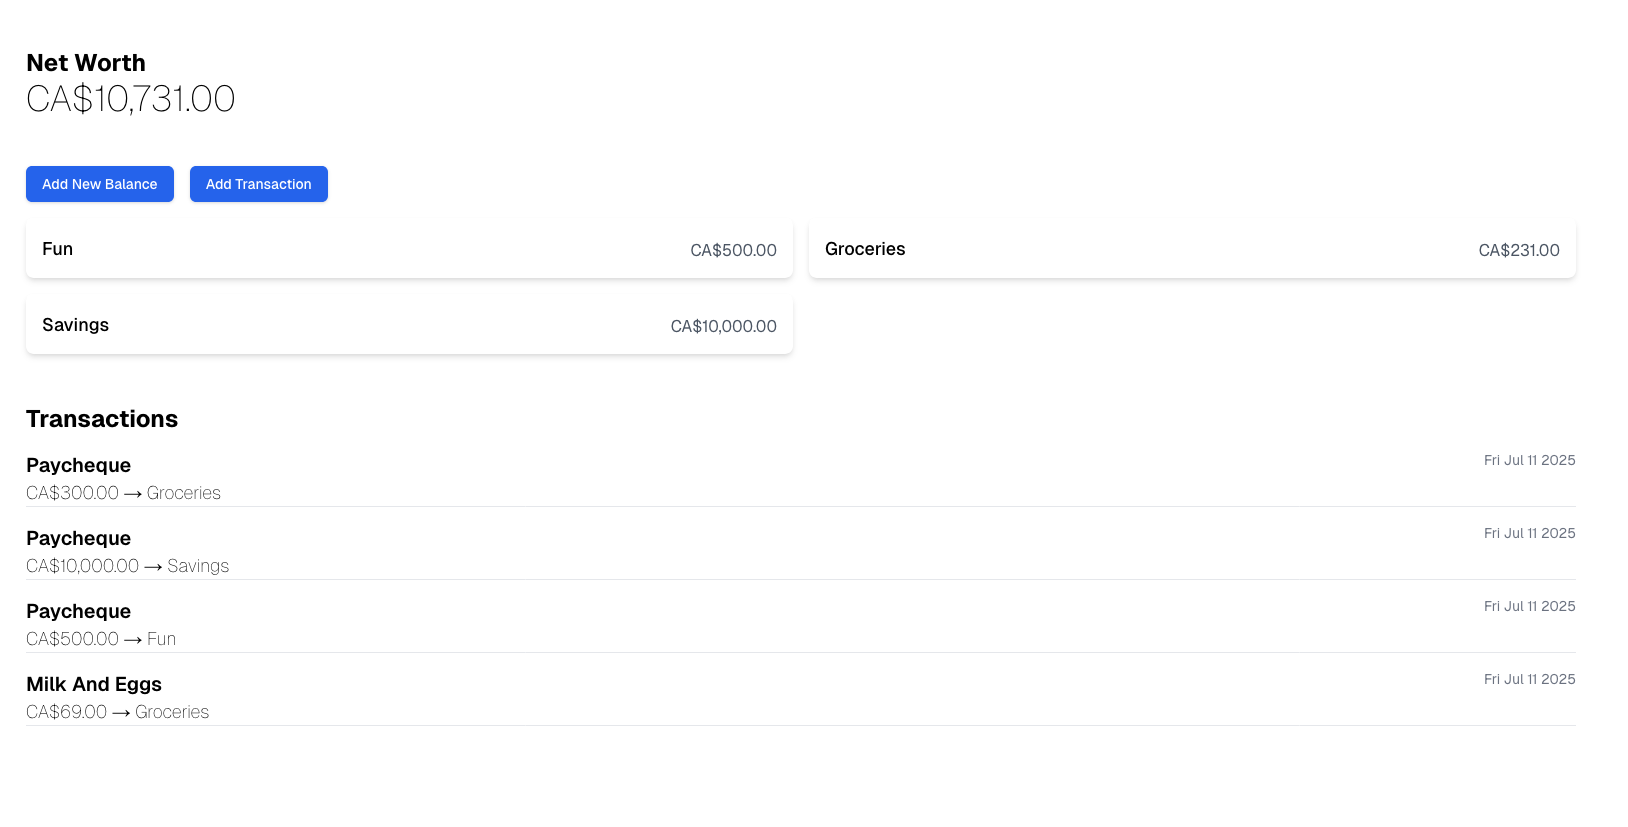 Net Worth
CA$10,731.00
Add New Balance Add Transaction
Fun CA$500.00 Groceries CA$231.00
Savings CA$10,000.00
Transactions
Paycheque Fri Jul 11 2025
CA$300.00 → Groceries
Paycheque Fri Jul 11 2025
CA$10,000.00 → Savings
Paycheque Fri Jul 11 2025
CA$500.00 → Fun
Milk And Eggs Fri Jul 11 2025
CA$69.00 → Groceries